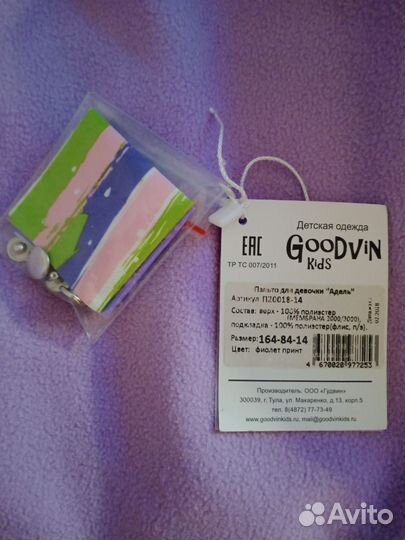 Детская одежда
EAC
GOODVIN
KiDS
ТР ТС 007/2011
Пальто для девочки "Адель"
Артикул П20018-14
Состав: верх - 100% полиэстер
(МЕМБРАНА 3000/3000),
подкладка - 100% полиэстер(флис, п/э).
Размер: 164-84-14
Цвет: фиолет принт
02.2018
4 670020 977253
Производитель: ООО «Гудвин»
300039, г. Тула, ул. Макаренко, д.13, корп.5
тел. 8(4872) 77-73-49
www.goodvinkids.ru, mail@goodvinkids.ru
Avito